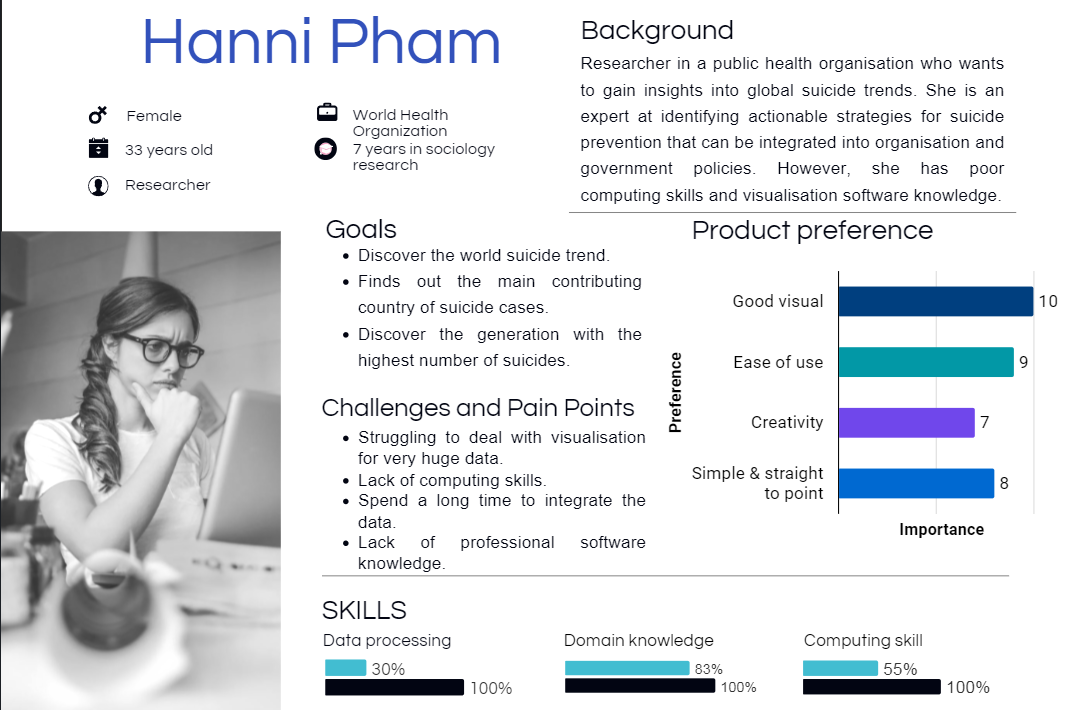 Hanni Pham
Female
33 years old
Researcher
World Health
Organization
7 years in sociology
research
Background
Researcher in a public health organisation who wants
to gain insights into global suicide trends. She is an
expert at identifying actionable strategies for suicide
prevention that can be integrated into organisation and
government policies. However, she has poor
computing skills and visualisation software knowledge.
Goals
• Discover the world suicide trend.
• Finds out the main contributing
country of suicide cases.
• Discover the generation with the
highest number of suicides.
Challenges and Pain Points
• Struggling to deal with visualisation
for very huge data.
• Lack of computing skills.
• Spend a long time to integrate the
data.
• Lack of professional software
knowledge.
Product preference
Preference
Good visual 10
Ease of use 9
Creativity 7
Simple & straight
to point 8
Importance
SKILLS
Data processing
30%
100%
Domain knowledge
83%
100%
Computing skill
55%
100%